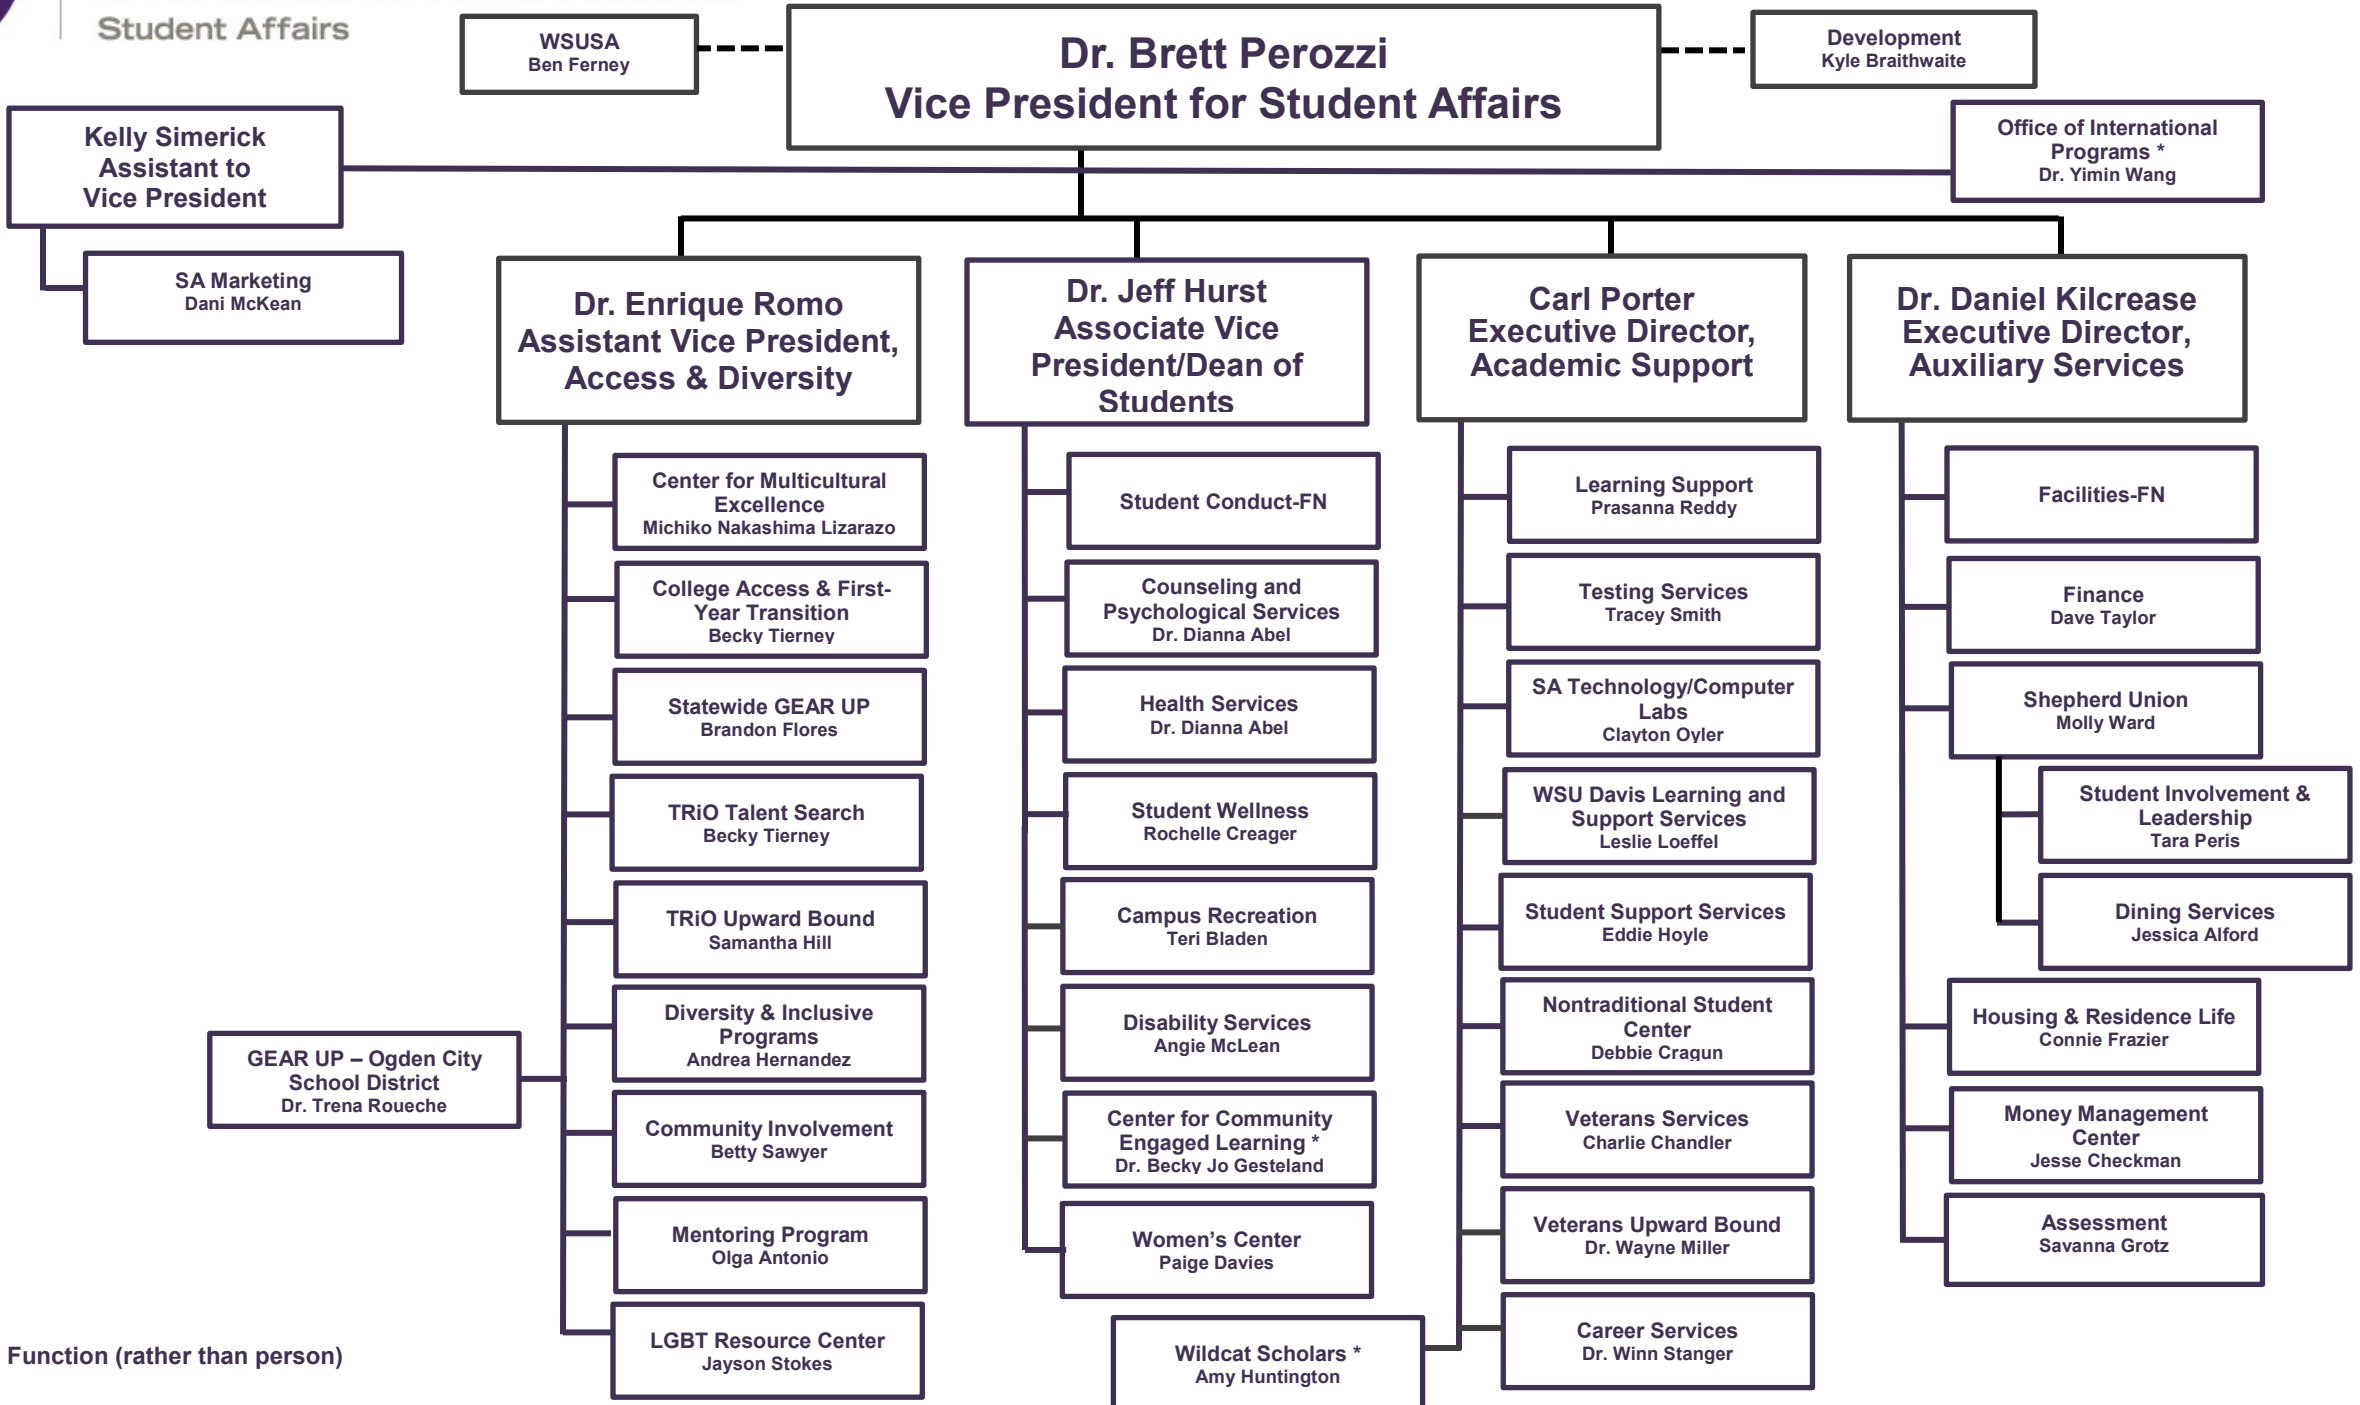 Student Affairs
WSUSA
Ben Ferney
Dr. Brett Perozzi
Vice President for Student Affairs
Development
Kyle Braithwaite
Kelly Simerick
Assistant to
Vice President
Office of International
Programs *
Dr. Yimin Wang
SA Marketing
Dani McKean
Dr. Enrique Romo
Assistant Vice President,
Access & Diversity
Center for Multicultural
Excellence
Michiko Nakashima Lizarazo
College Access & First-
Year Transition
Becky Tierney
Statewide GEAR UP
Brandon Flores
TRiO Talent Search
Becky Tierney
TRiO Upward Bound
Samantha Hill
Diversity & Inclusive
Programs
Andrea Hernandez
GEAR UP – Ogden City
School District
Dr. Trena Roueche
Community Involvement
Betty Sawyer
Mentoring Program
Olga Antonio
LGBT Resource Center
Jayson Stokes
Dr. Jeff Hurst
Associate Vice
President/Dean of
Students
Student Conduct-FN
Counseling and
Psychological Services
Dr. Dianna Abel
Health Services
Dr. Dianna Abel
Student Wellness
Rochelle Creager
Campus Recreation
Teri Bladen
Disability Services
Angie McLean
Center for Community
Engaged Learning *
Dr. Becky Jo Gesteland
Women’s Center
Paige Davies
Carl Porter
Executive Director,
Academic Support
Learning Support
Prasanna Reddy
Testing Services
Tracey Smith
SA Technology/Computer
Labs
Clayton Oyler
WSU Davis Learning and
Support Services
Leslie Loeffel
Student Support Services
Eddie Hoyle
Nontraditional Student
Center
Debbie Cragun
Veterans Services
Charlie Chandler
Veterans Upward Bound
Dr. Wayne Miller
Career Services
Dr. Winn Stanger
Wildcat Scholars *
Amy Huntington
Dr. Daniel Kilcrease
Executive Director,
Auxiliary Services
Facilities-FN
Finance
Dave Taylor
Shepherd Union
Molly Ward
Student Involvement &
Leadership
Tara Peris
Dining Services
Jessica Alford
Housing & Residence Life
Connie Frazier
Money Management
Center
Jesse Checkman
Assessment
Savanna Grotz
Function (rather than person)